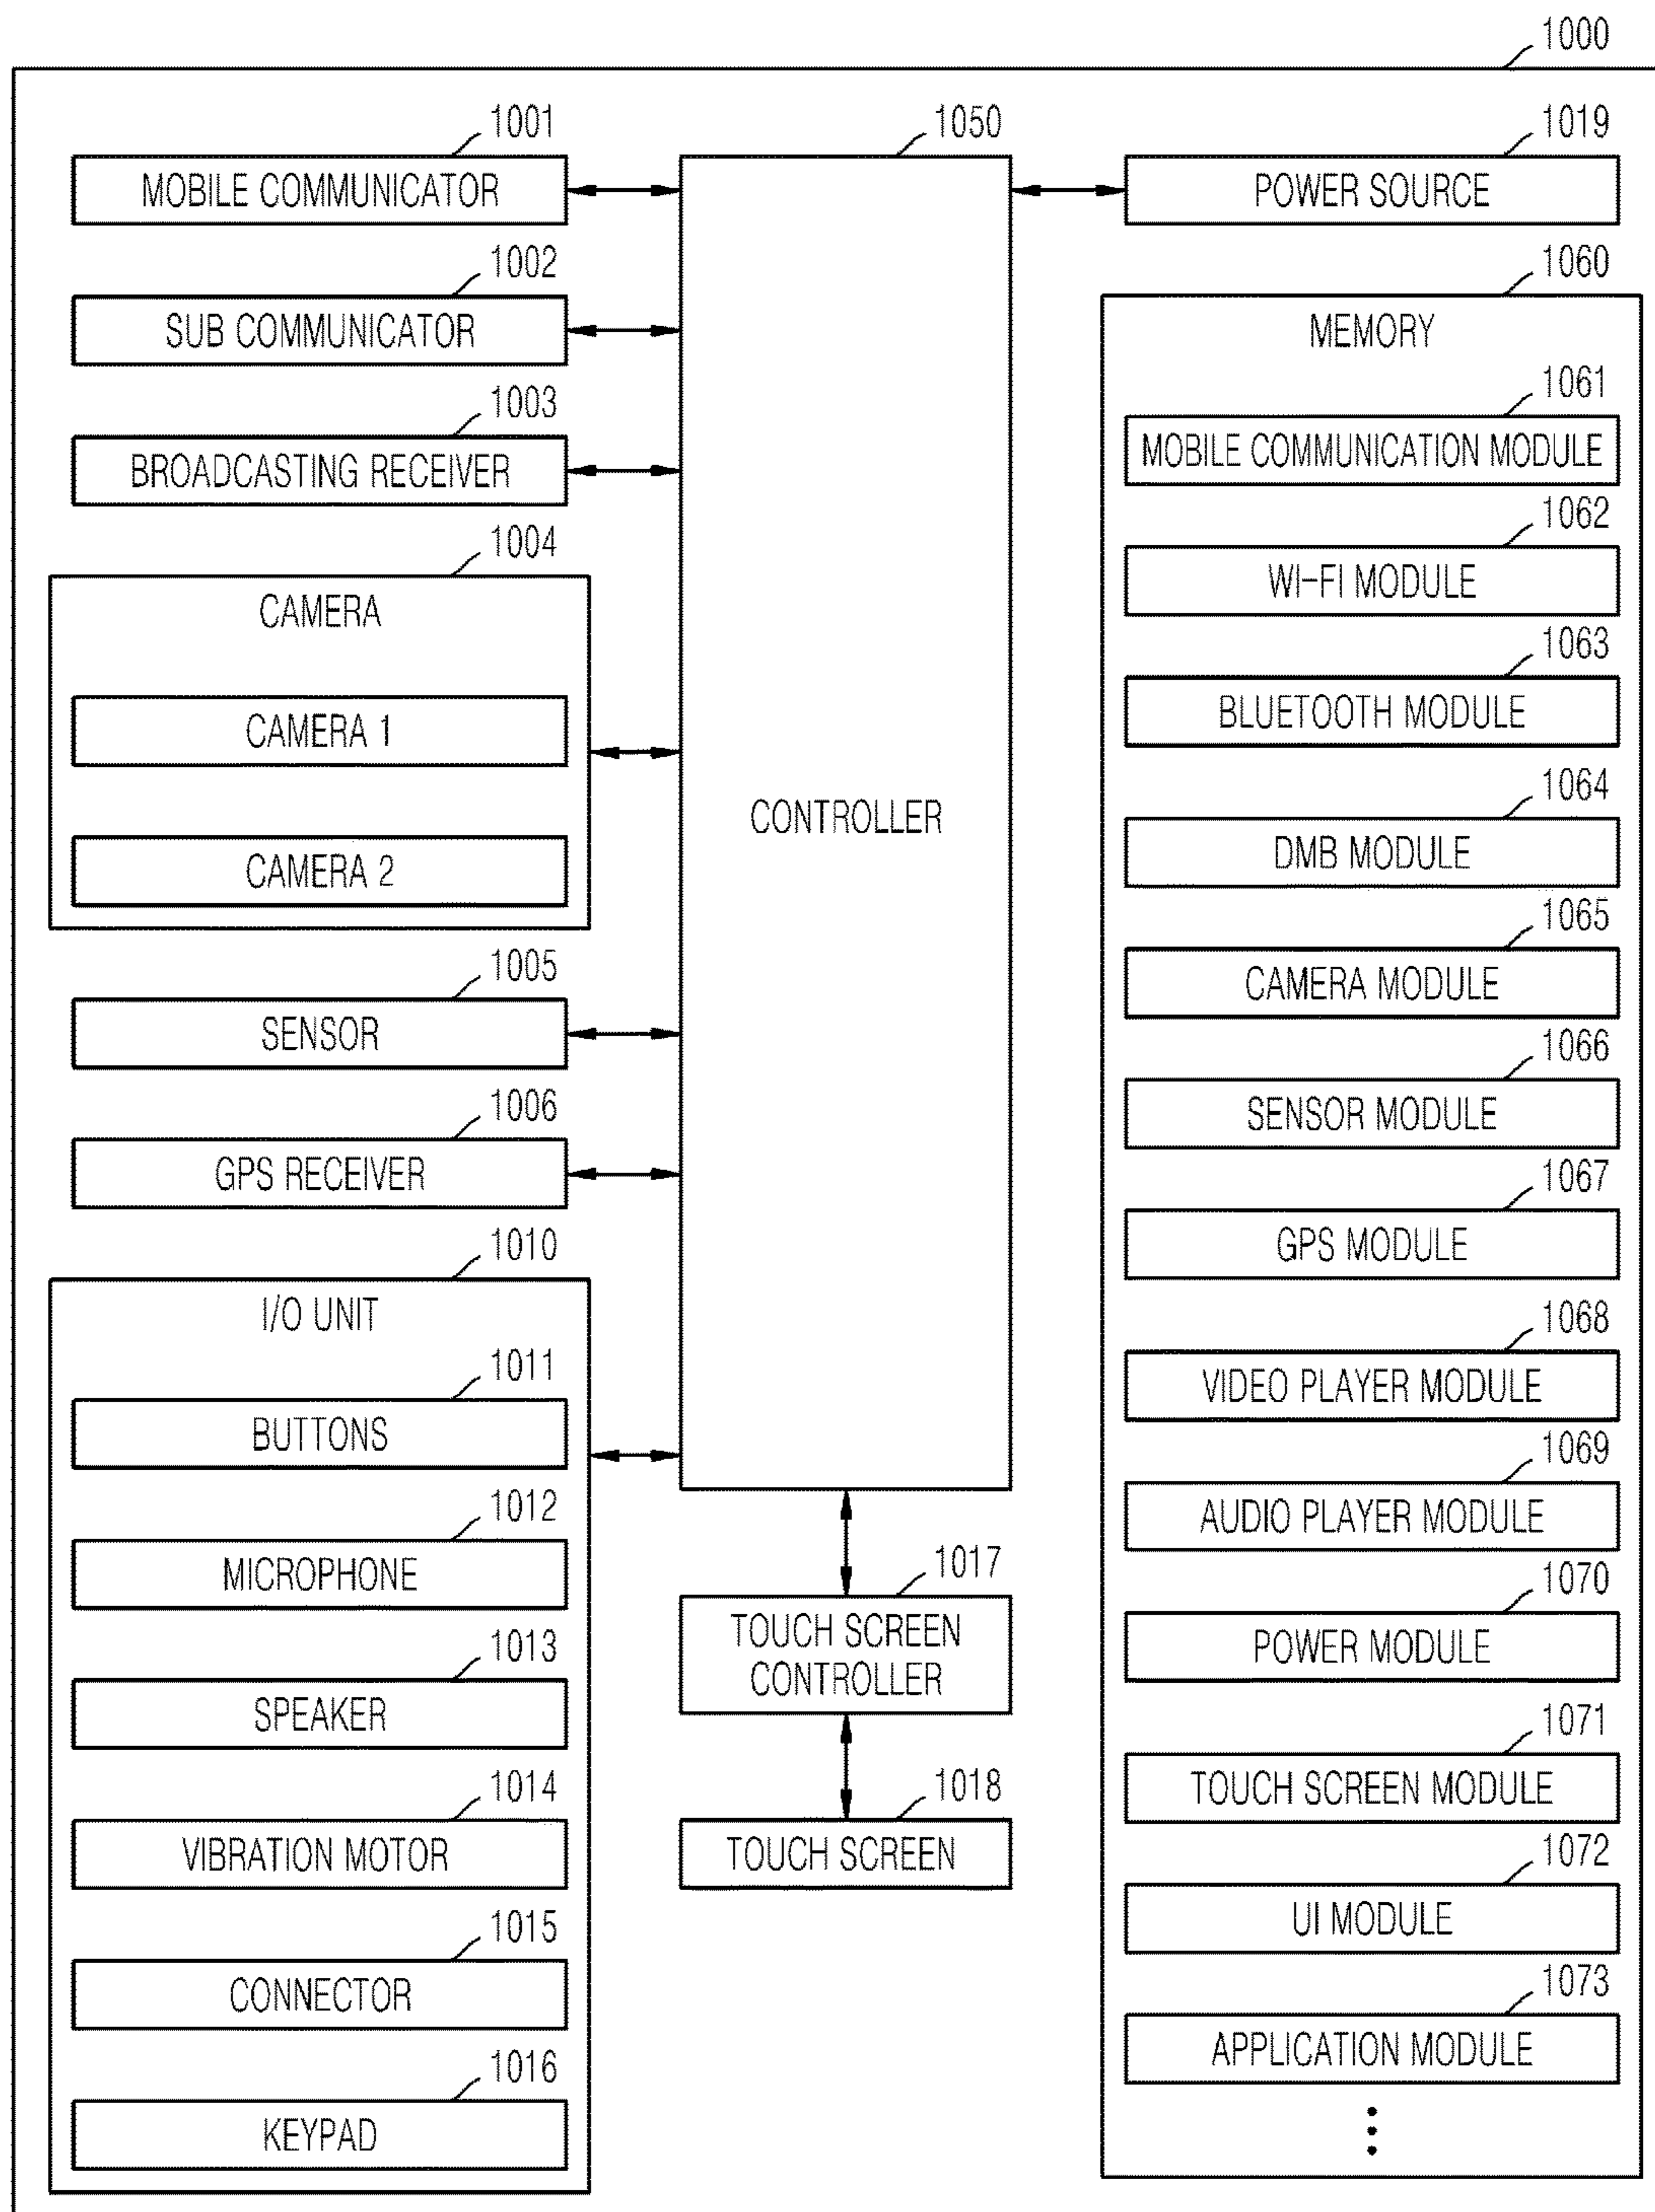 1000
1001
MOBILE COMMUNICATOR
1002
SUB COMMUNICATOR
1003
BROADCASTING RECEIVER
1004
CAMERA
CAMERA 1
CAMERA 2
1005
SENSOR
1006
GPS RECEIVER
1010
I/O UNIT
1011
BUTTONS
1012
MICROPHONE
1013
SPEAKER
1014
VIBRATION MOTOR
1015
CONNECTOR
1016
KEYPAD
1050
CONTROLLER
1017
TOUCH SCREEN
CONTROLLER
1018
TOUCH SCREEN
1019
POWER SOURCE
1060
MEMORY
1061
MOBILE COMMUNICATION MODULE
1062
WI-FI MODULE
1063
BLUETOOTH MODULE
1064
DMB MODULE
1065
CAMERA MODULE
1066
SENSOR MODULE
1067
GPS MODULE
1068
VIDEO PLAYER MODULE
1069
AUDIO PLAYER MODULE
1070
POWER MODULE
1071
TOUCH SCREEN MODULE
1072
UI MODULE
1073
APPLICATION MODULE